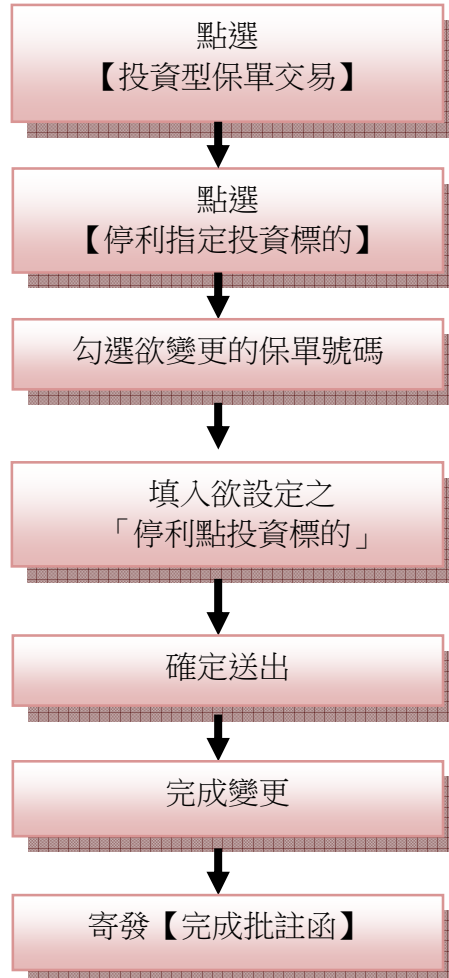 點選
【投資型保單交易】
點選
【停利指定投資標的】
勾選欲變更的保單號碼
填入欲設定之
「停利點投資標的」
確定送出
完成變更
寄發【完成批註函】